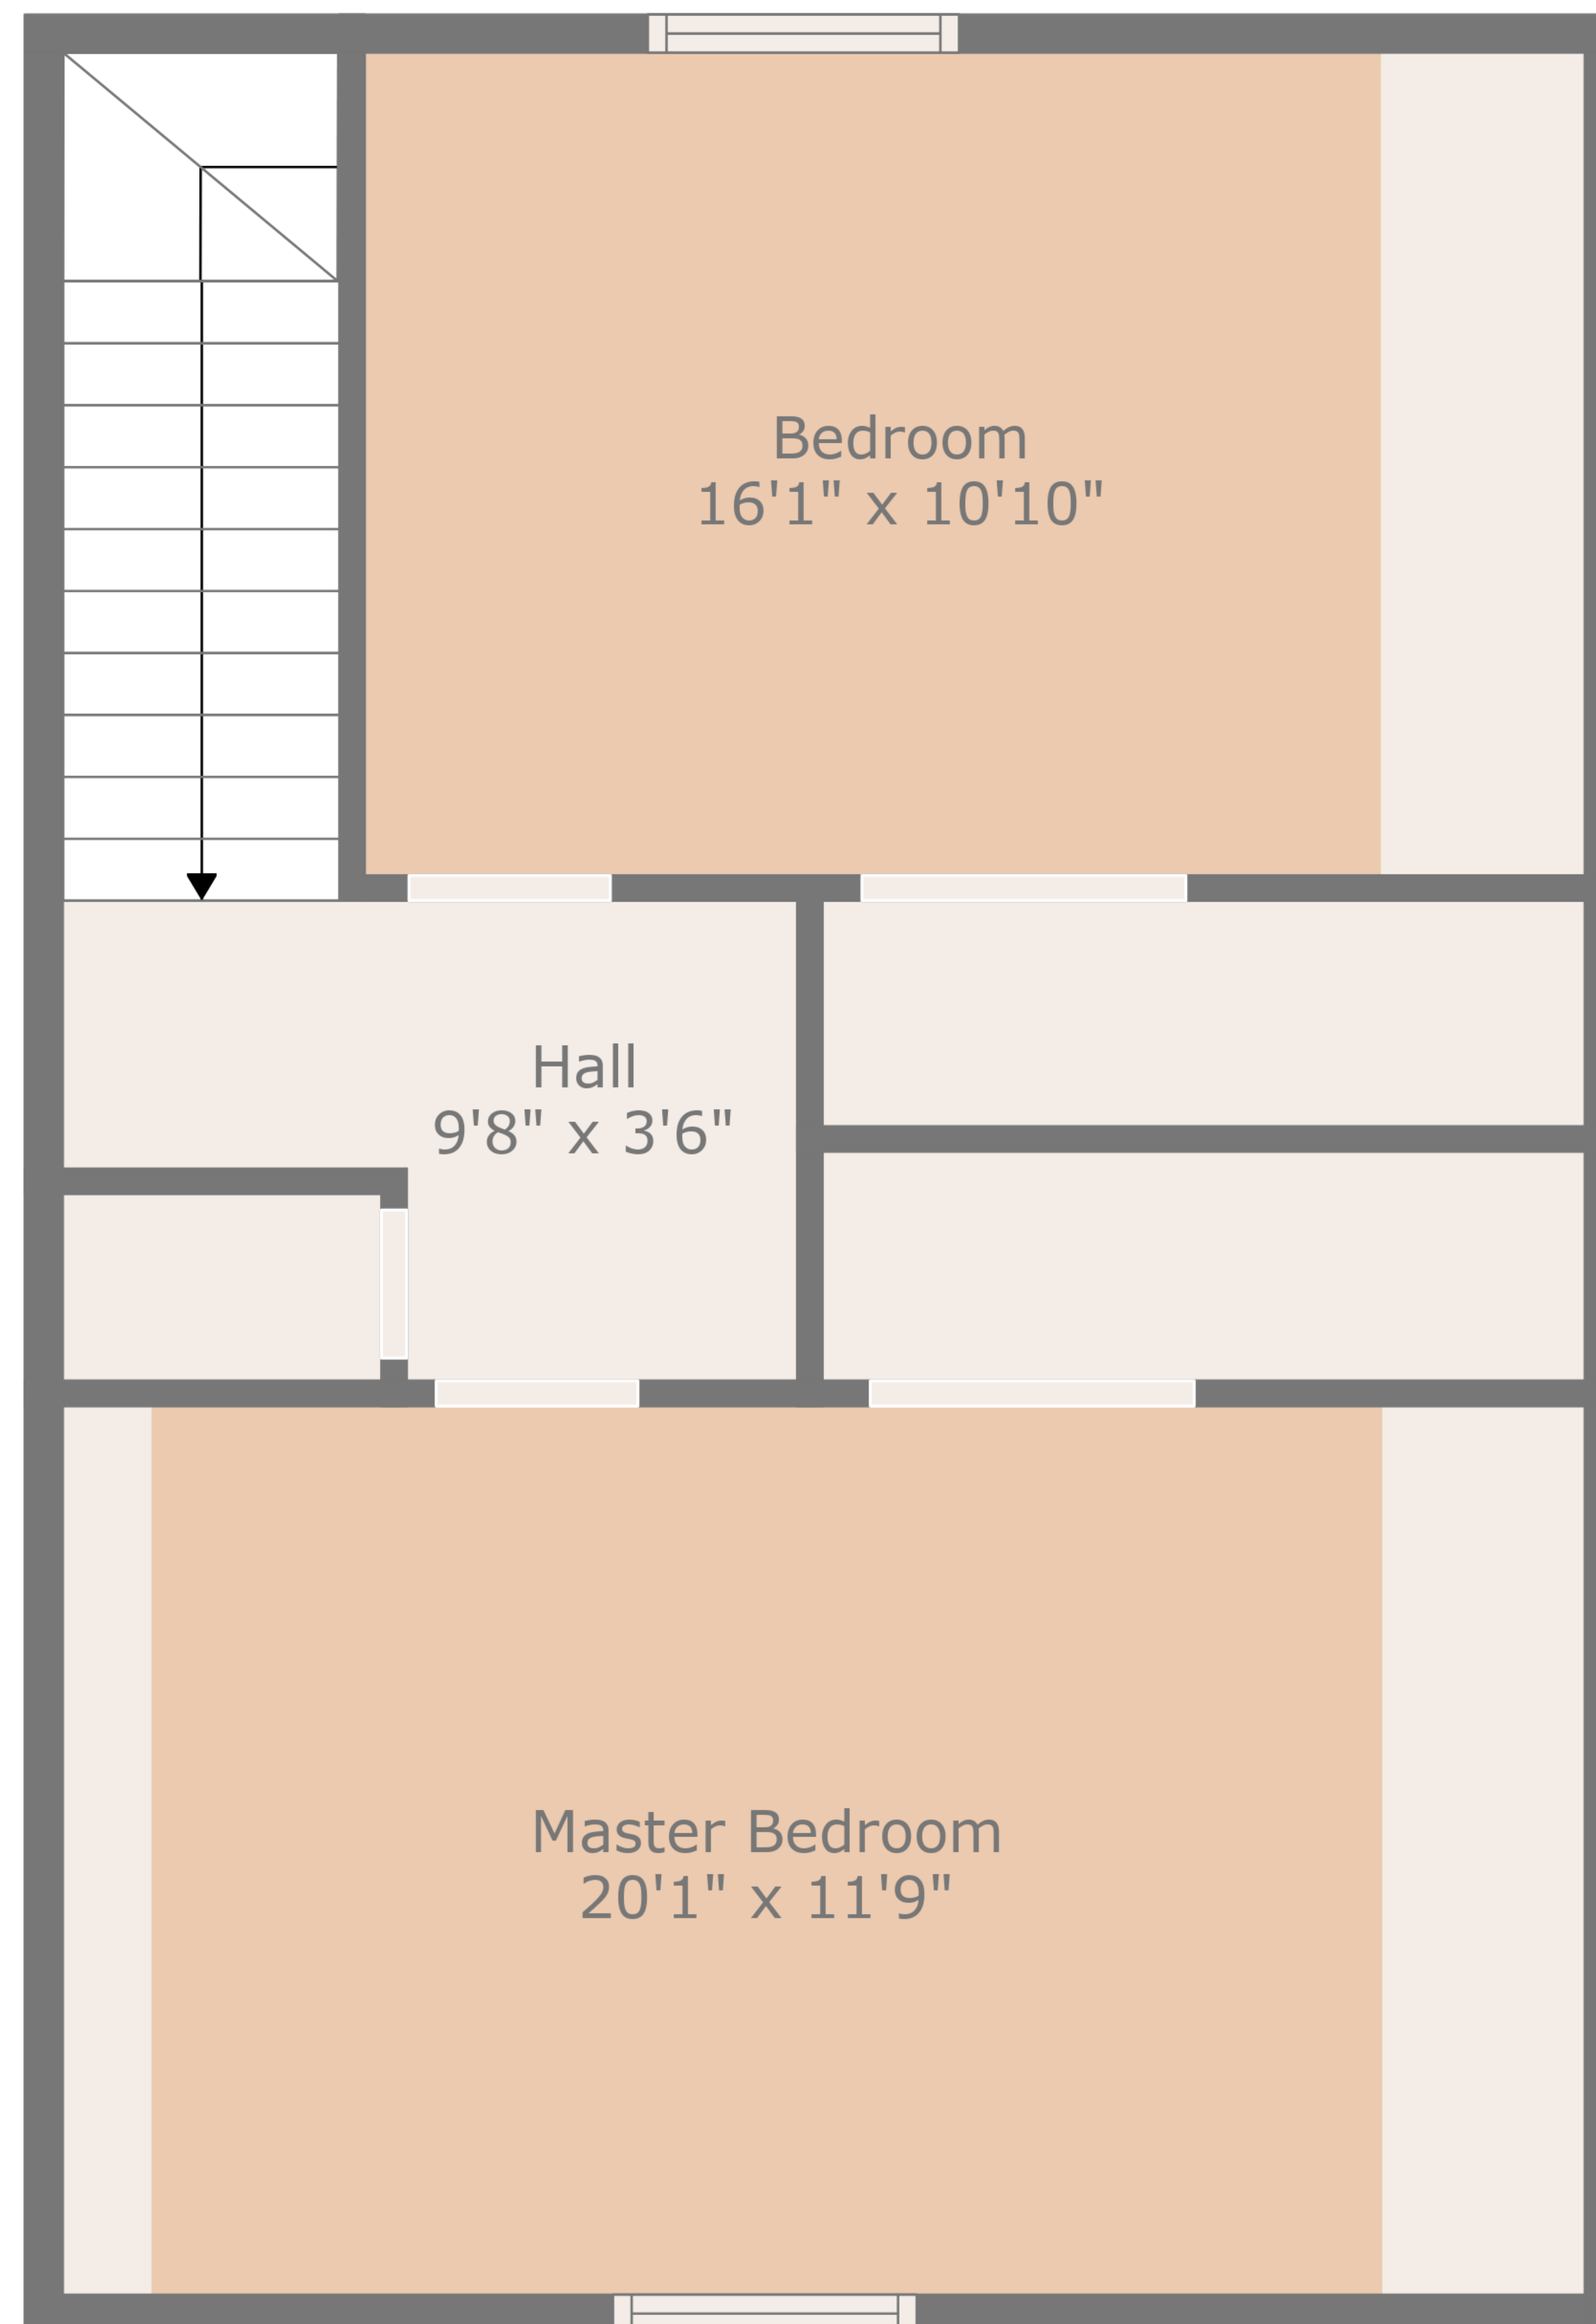 Bedroom
16'1" x 10'10"
Hall
9'8" x 3'6"
Master Bedroom
20'1" x 11'9"